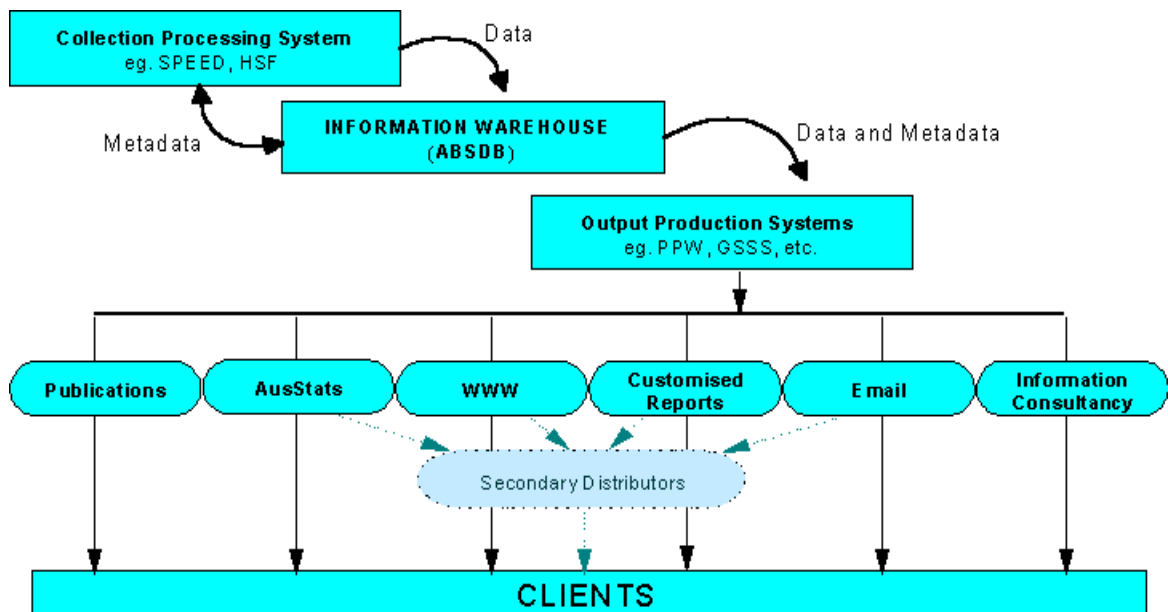 Collection Processing System
eg. SPEED, HSF
Data
Metadata
INFORMATION WAREHOUSE
(ABSDB)
Data and Metadata
Output Production Systems
eg. PPW, GSSS, etc.
Publications
AusStats
WWW
Customised
Reports
Email
Information
Consultancy
Secondary Distributors
CLIENTS